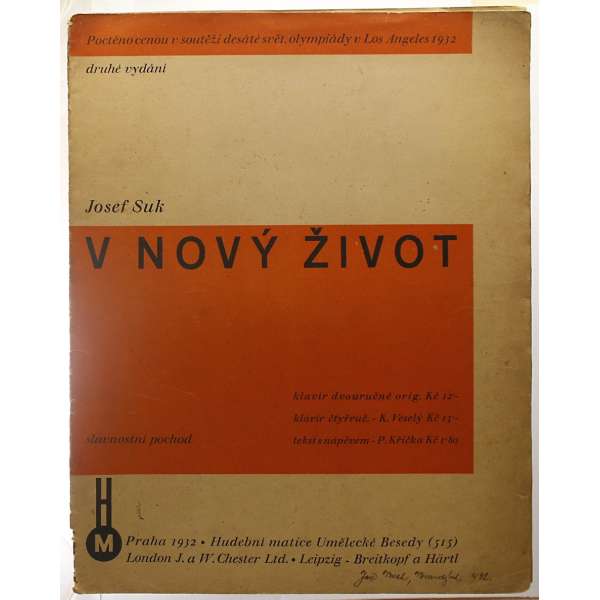 Poctěno cenou v soutěži desáté svět. olympiády v Los Angeles 1932
druhé vydání
Josef Suk
V NOVÝ ŽIVOT
klavír dvouručně orig. Kč 12-
klavír čtyřruč. - K. Veselý Kč 15-
slavnostní pochod
text s nápěvem - P. Křička Kč 1·80
H
M
Praha 1932 • Hudební matice Umělecké Besedy (515)
London J. a W. Chester Ltd. • Leipzig - Breitkopf a Härtl